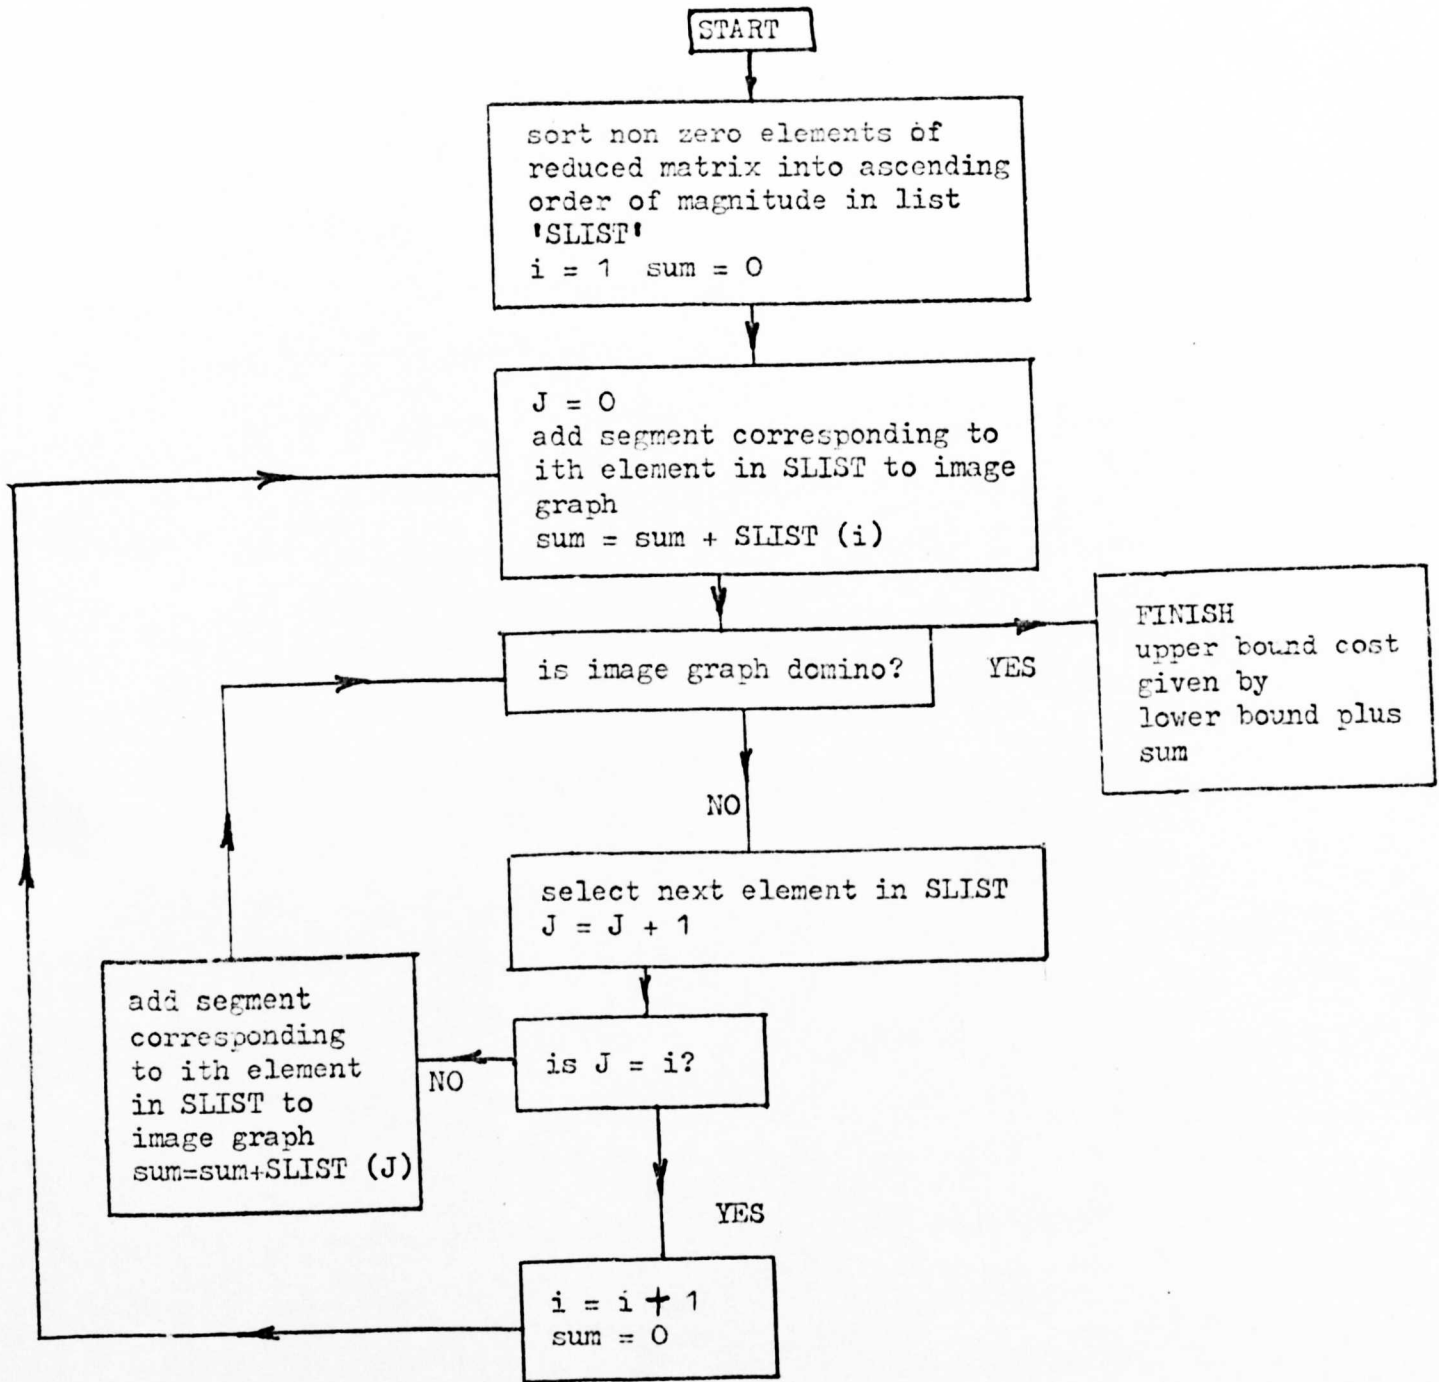 START
sort non zero elements of
reduced matrix into ascending
order of magnitude in list
'SLIST'
i = 1 sum = 0
J = 0
add segment corresponding to
ith element in SLIST to image
graph
sum = sum + SLIST (i)
is image graph domino?
YES
FINISH
upper bound cost
given by
lower bound plus
sum
NO
select next element in SLIST
J = J + 1
is J = i?
NO
add segment
corresponding
to ith element
in SLIST to
image graph
sum=sum+SLIST (J)
YES
i = i + 1
sum = 0